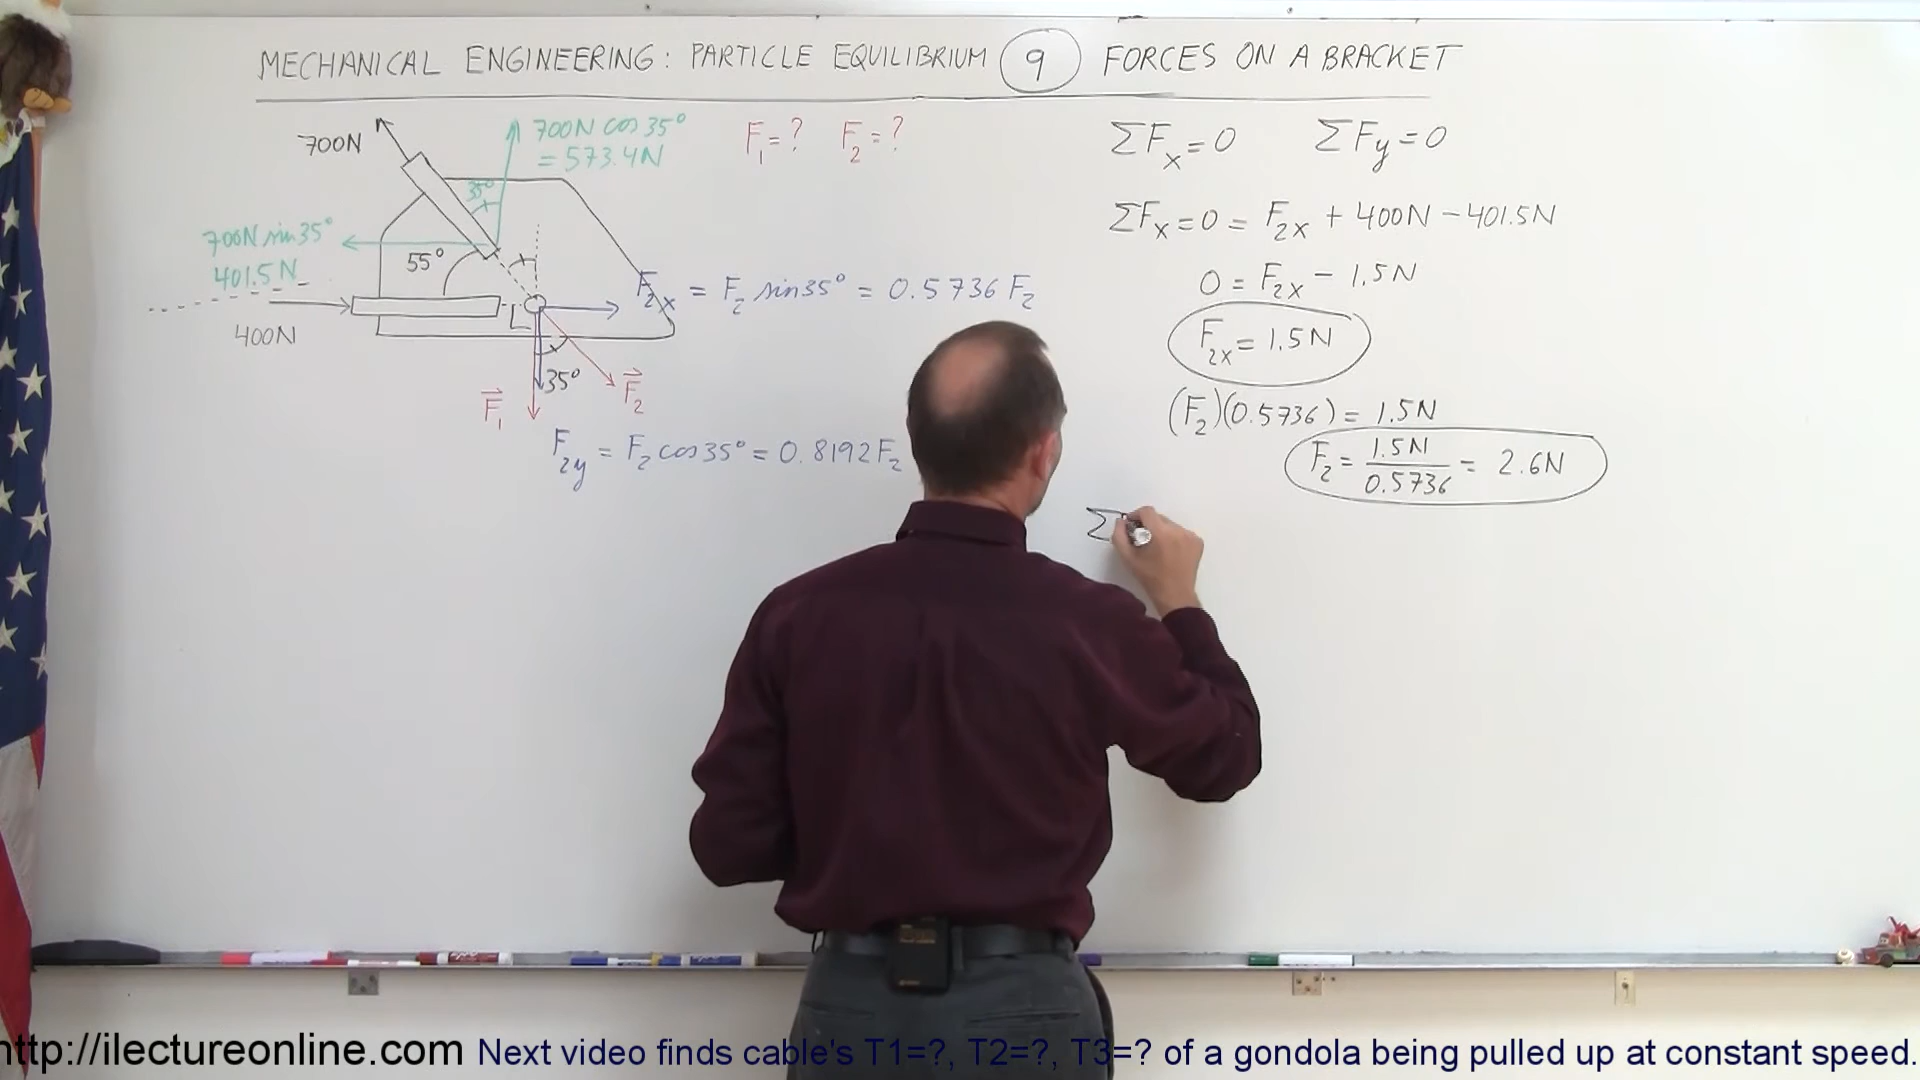 MECHANICAL ENGINEERING: PARTICLE EQUILIBRIUM 9 FORCES ON A BRACKET
700N
700N cos 35°
= 573.4N
F₁ = ? F₂ = ?
35°
700N sin 35°
401.5N
55°
400N
F₂ₓ = F₂ sin 35° = 0.5736 F₂
35°
F₁
F₂
F₂y = F₂ cos 35° = 0.8192 F₂
ΣFₓ = 0 ΣFy = 0
ΣFₓ = 0 = F₂ₓ + 400N - 401.5N
0 = F₂ₓ - 1.5N
F₂ₓ = 1.5N
(F₂)(0.5736) = 1.5N
F₂ = 1.5N / 0.5736 = 2.6N
Σ
http://ilectureonline.com Next video finds cable's T1=?, T2=?, T3=? of a gondola being pulled up at constant speed.